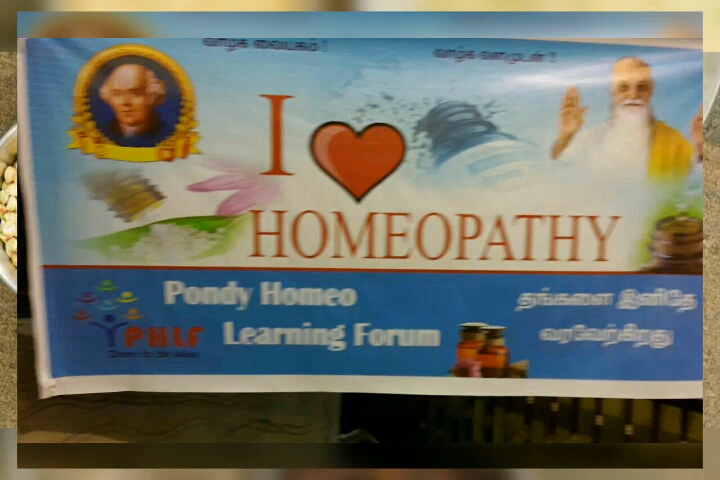 வாழ்க வையகம் !
வாழ்க வளமுடன் !
I
HOMEOPATHY
Pondy Homeo
Learning Forum
PHLF
தங்களை இனிதே
வரவேற்கிறது